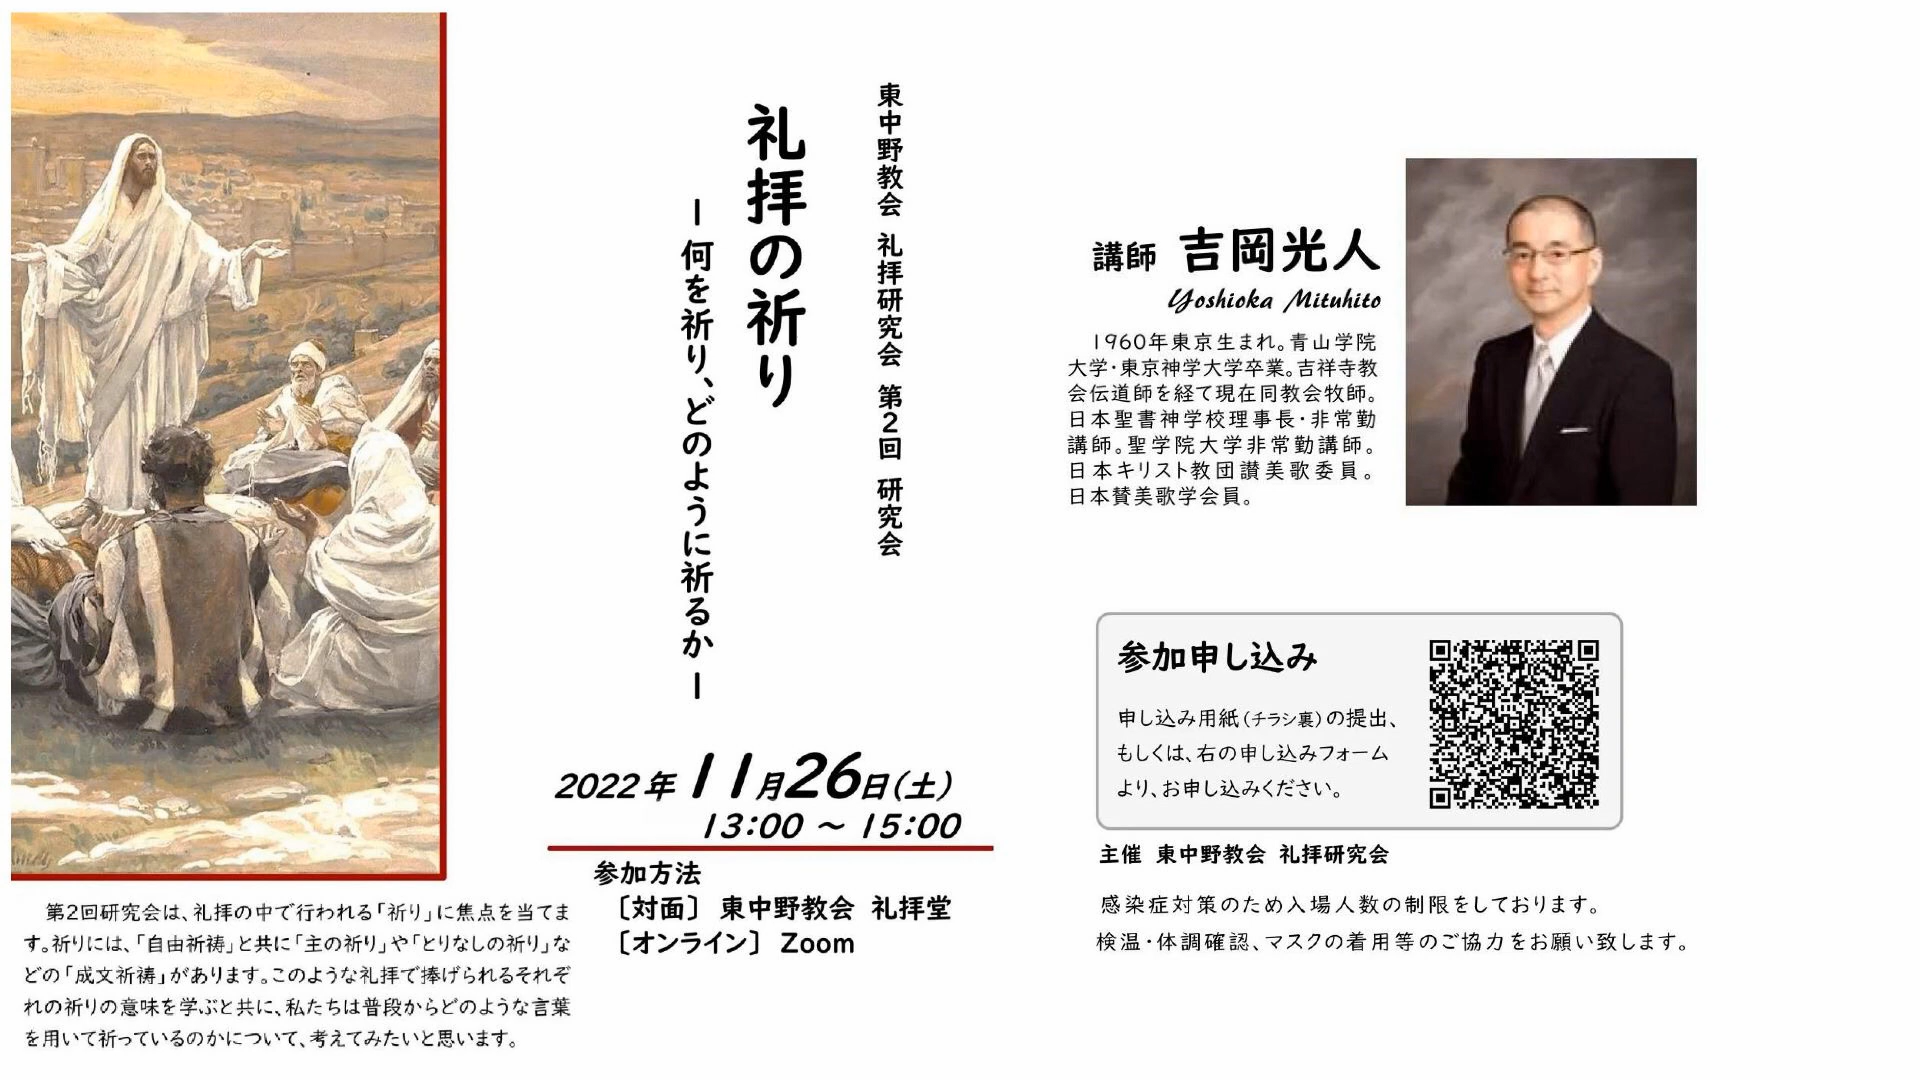 東中野教会 礼拝研究会 第2回 研究会
礼拝の祈り
ー 何を祈り、どのように祈るか ー
2022年 11月26日(土)
13:00 ～ 15:00
参加方法
〔対面〕 東中野教会 礼拝堂
〔オンライン〕 Zoom
第2回研究会は、礼拝の中で行われる「祈り」に焦点を当てま
す。祈りには、「自由祈祷」と共に「主の祈り」や「とりなしの祈り」な
どの「成文祈祷」があります。このような礼拝で捧げられるそれぞ
れの祈りの意味を学ぶと共に、私たちは普段からどのような言葉
を用いて祈っているのかについて、考えてみたいと思います。
講師 吉岡光人
Yoshioka Mituhito
1960年東京生まれ。青山学院
大学・東京神学大学卒業。吉祥寺教
会伝道師を経て現在同教会牧師。
日本聖書神学校理事長・非常勤
講師。聖学院大学非常勤講師。
日本キリスト教団讃美歌委員。
日本賛美歌学会員。
参加申し込み
申し込み用紙(チラシ裏)の提出、
もしくは、右の申し込みフォーム
より、お申し込みください。
主催 東中野教会 礼拝研究会
感染症対策のため入場人数の制限をしております。
検温・体調確認、マスクの着用等のご協力をお願い致します。